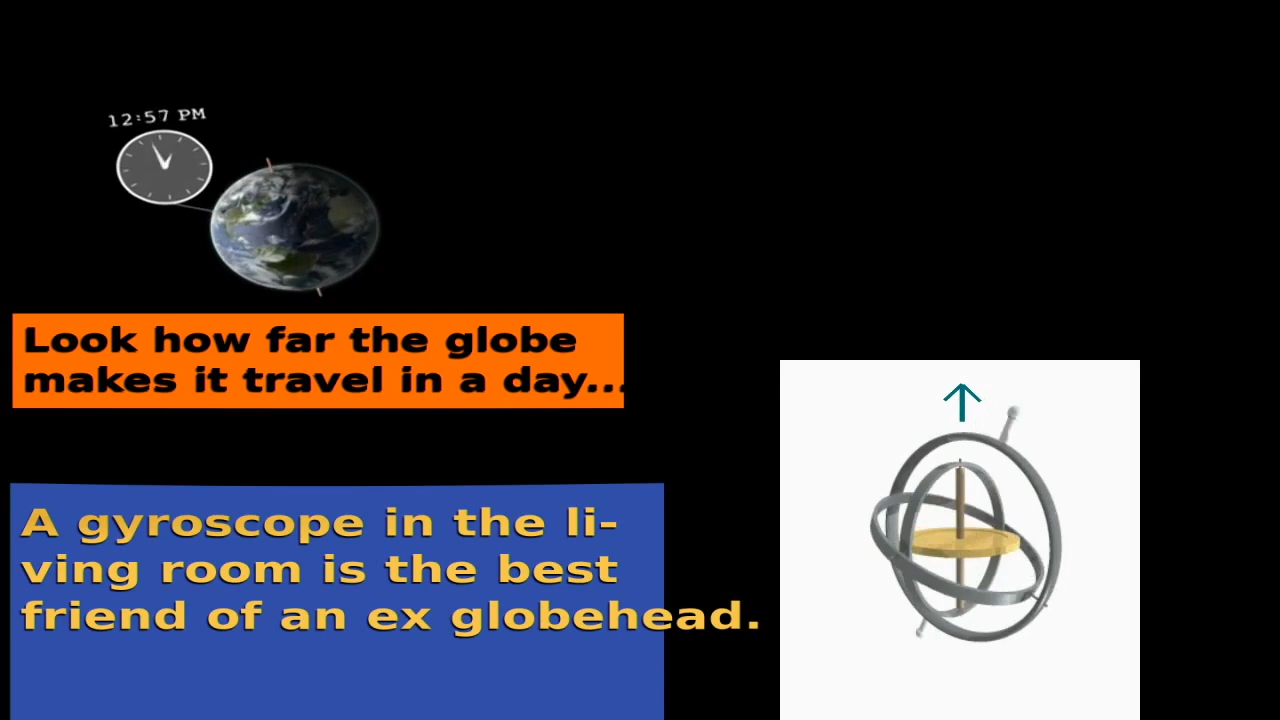 12:57 PM
Look how far the globe
makes it travel in a day...
A gyroscope in the li-
ving room is the best
friend of an ex globehead.